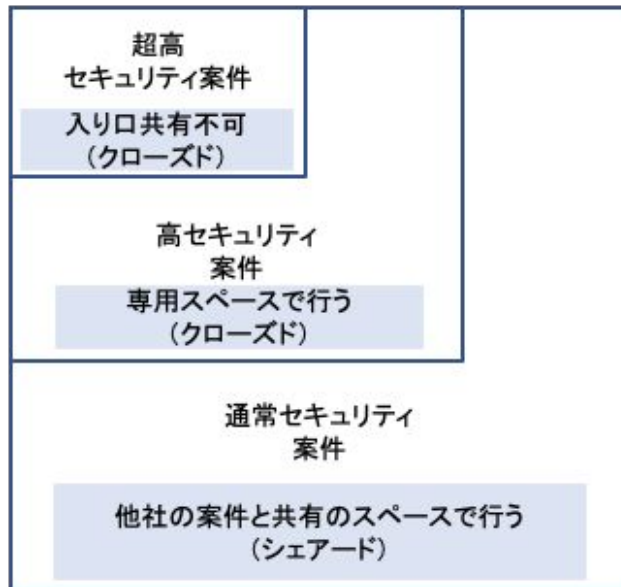 超高
セキュリティ案件
入り口共有不可
(クローズド)
高セキュリティ
案件
専用スペースで行う
(クローズド)
通常セキュリティ
案件
他社の案件と共有のスペースで行う
(シェアード)